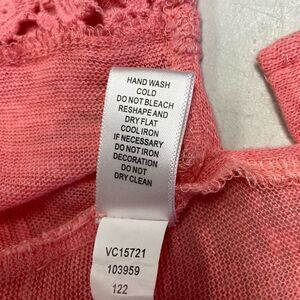 HAND WASH
COLD
DO NOT BLEACH
RESHAPE AND
DRY FLAT
COOL IRON
IF NECESSARY
DO NOT IRON
DECORATION
DO NOT
DRY CLEAN
VC15721
103959
122